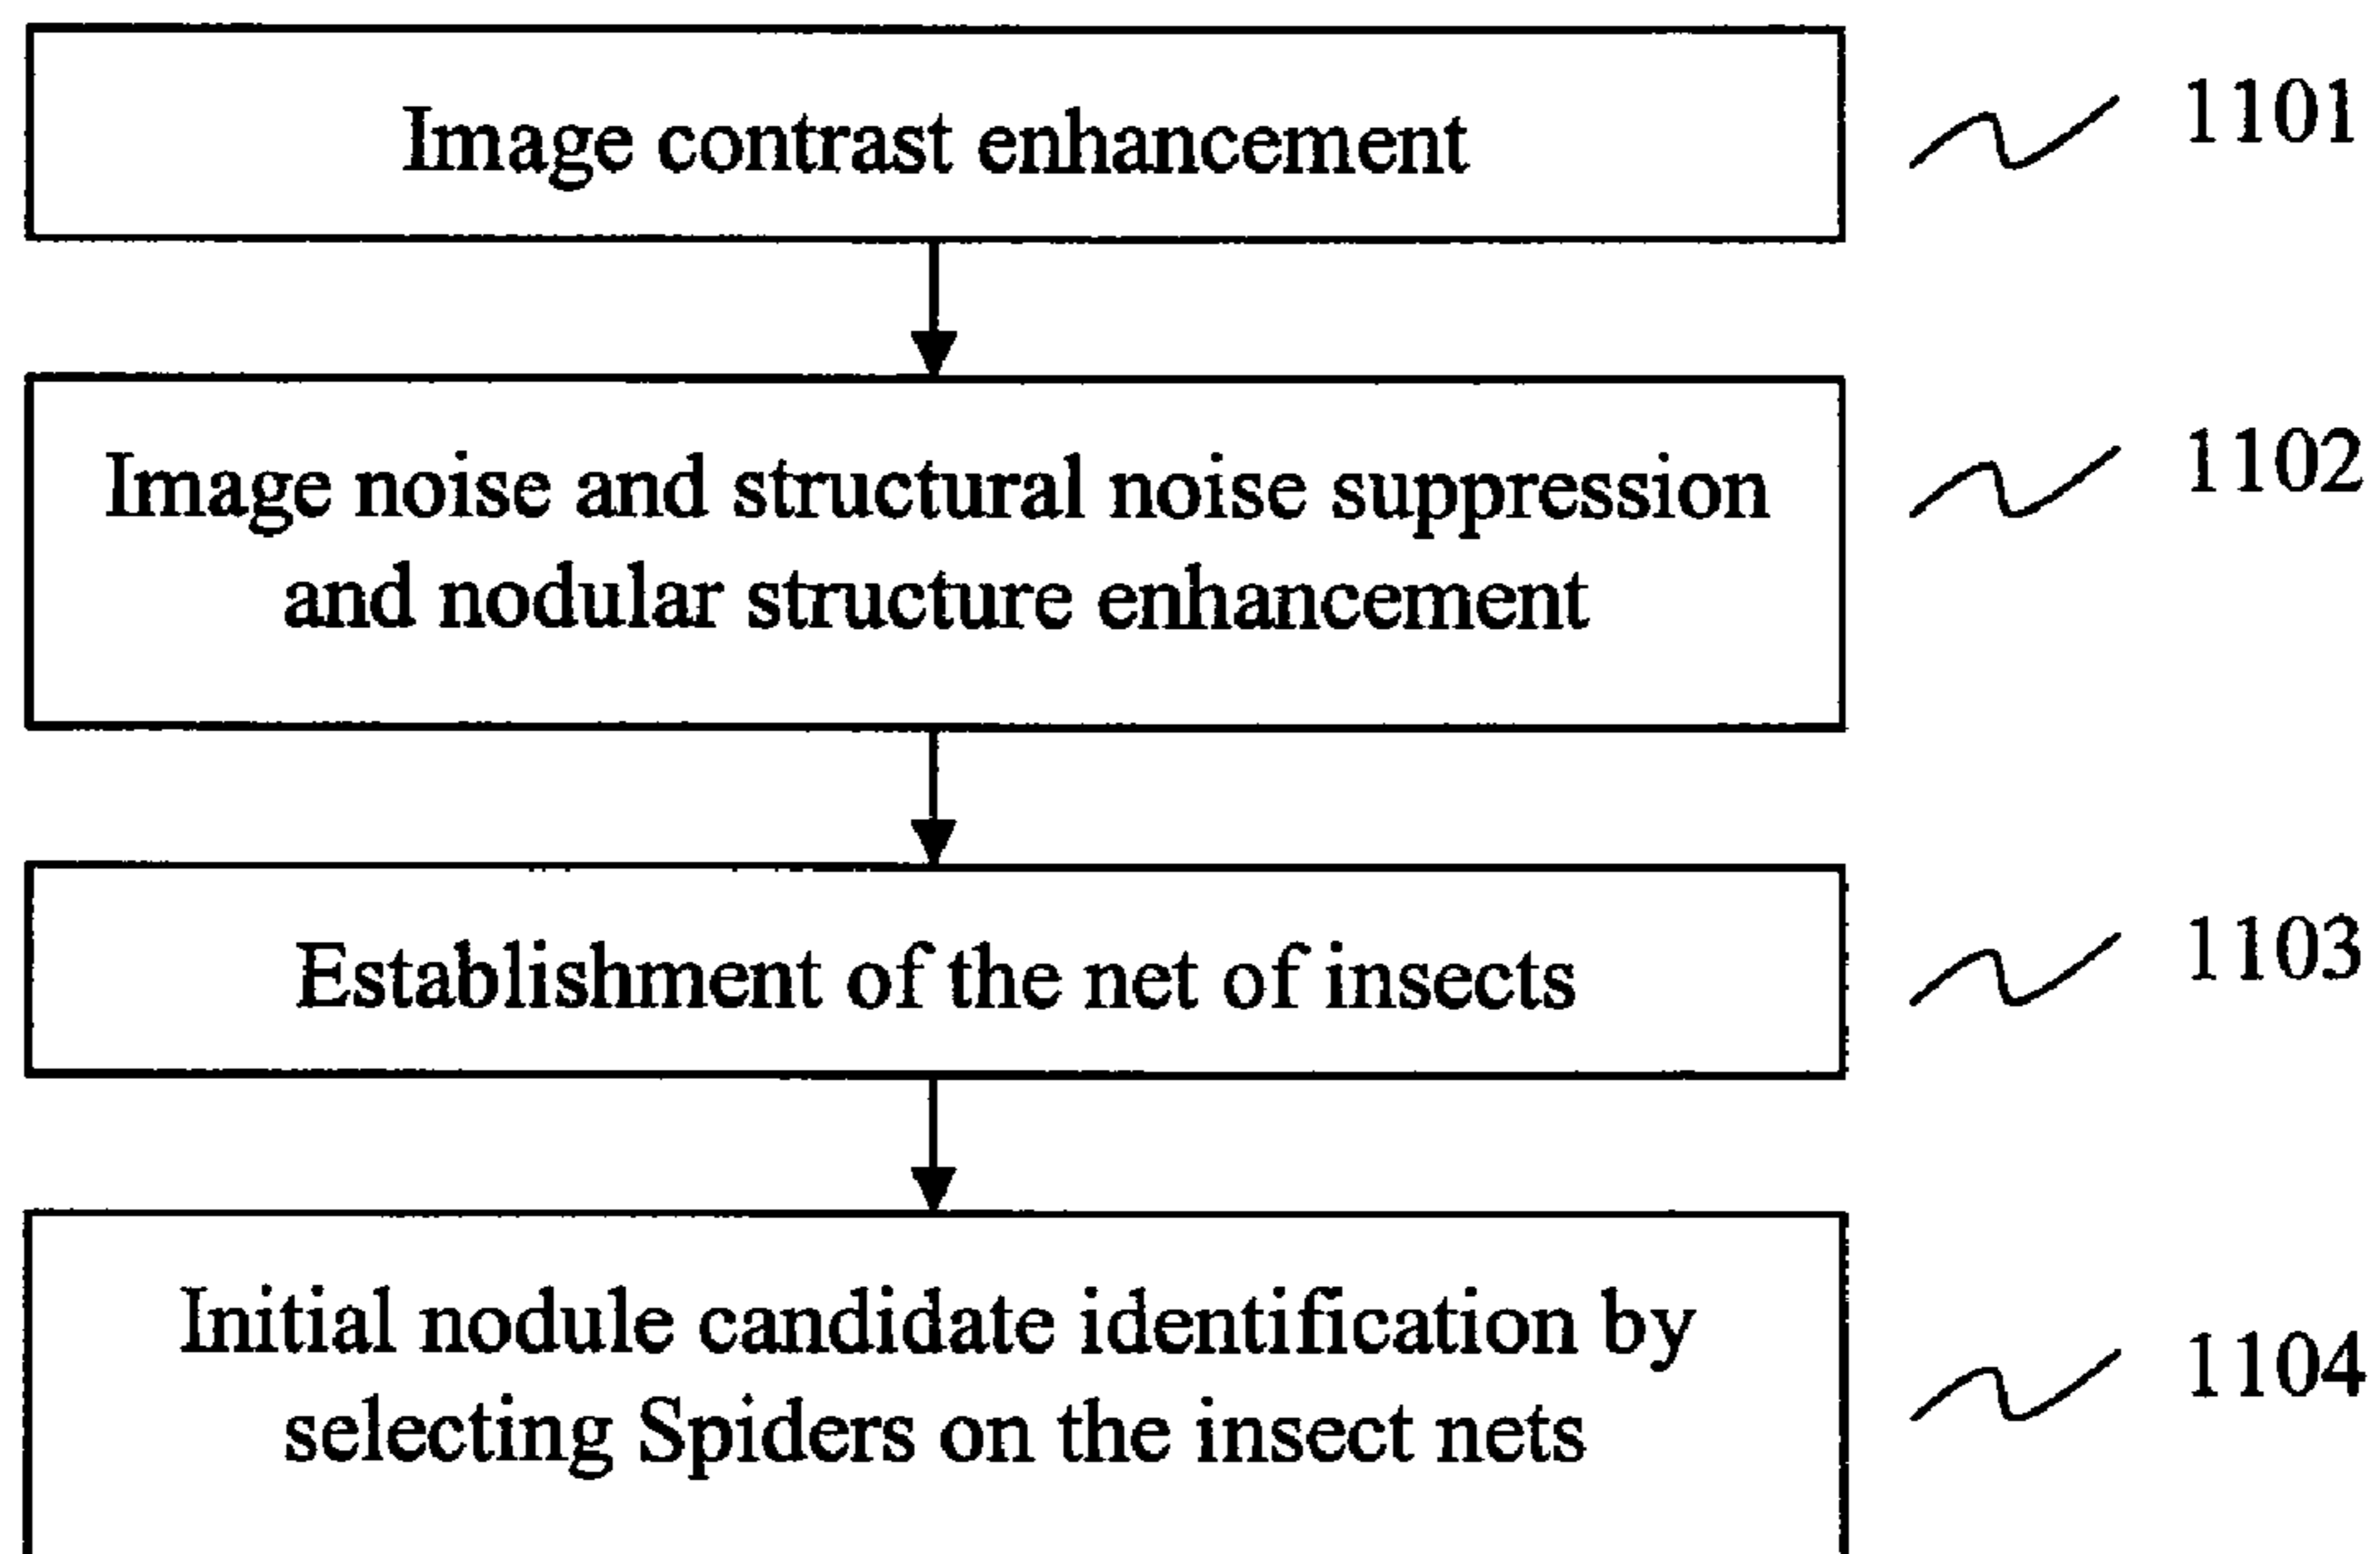 Image contrast enhancement
1101
Image noise and structural noise suppression
and nodular structure enhancement
1102
Establishment of the net of insects
1103
Initial nodule candidate identification by
selecting Spiders on the insect nets
1104